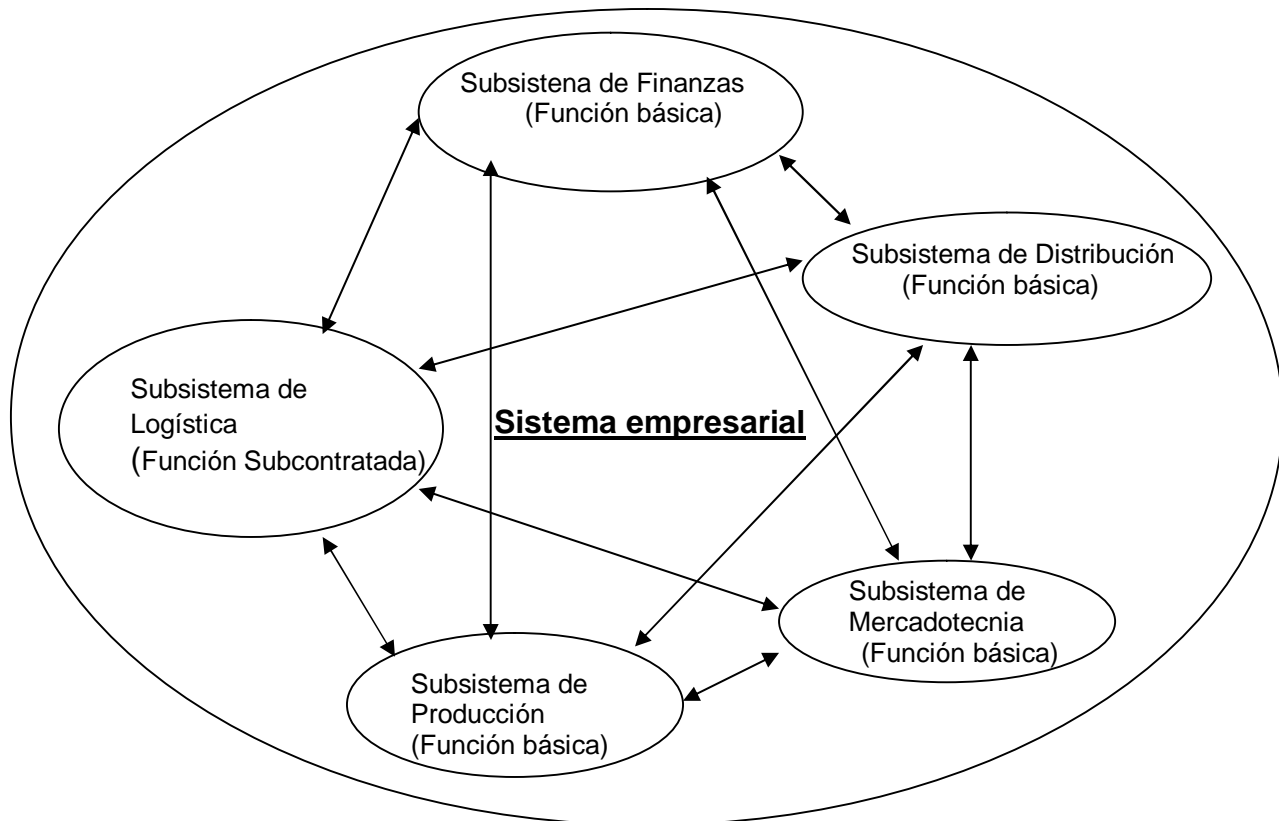 Subsistena de Finanzas
(Función básica)
Subsistema de Distribución
(Función básica)
Subsistema de
Logística
(Función Subcontratada)
Sistema empresarial
Subsistema de
Mercadotecnia
(Función básica)
Subsistema de
Producción
(Función básica)